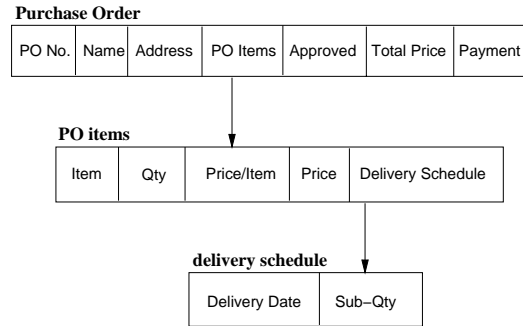 Purchase Order
PO No. Name Address PO Items Approved Total Price Payment
PO items
Item Qty Price/Item Price Delivery Schedule
delivery schedule
Delivery Date Sub−Qty